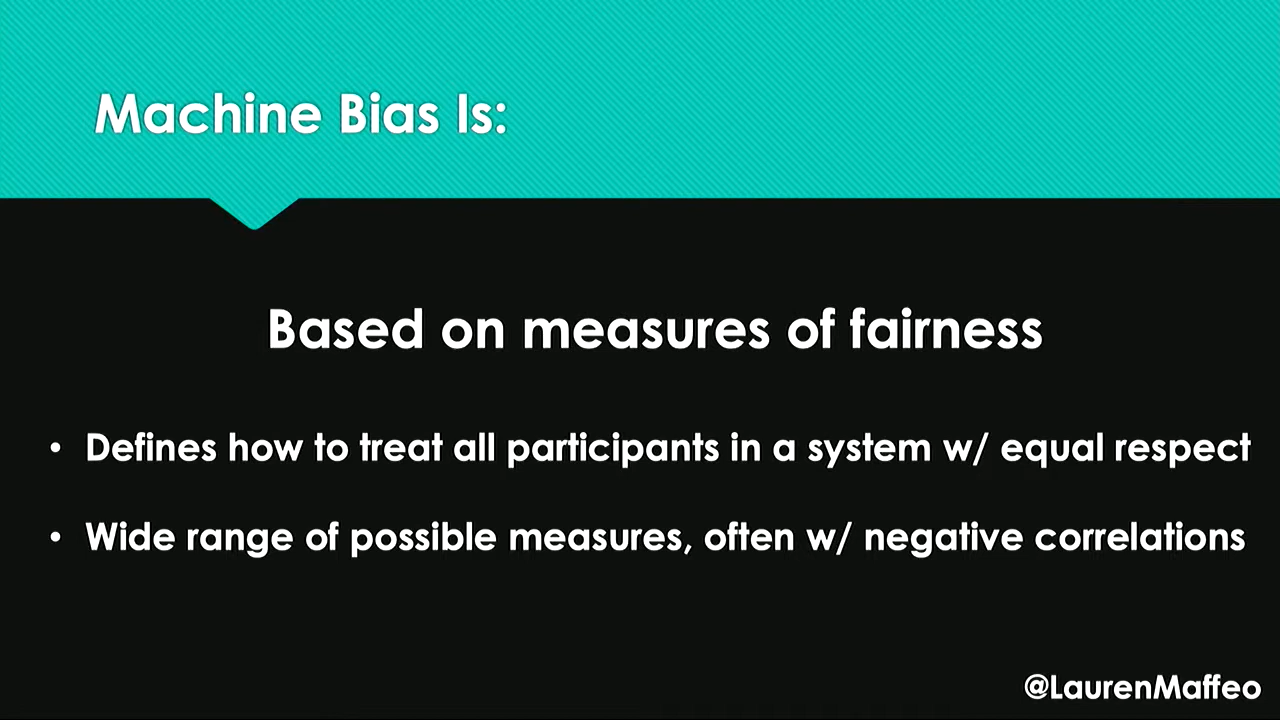 Machine Bias Is:
Based on measures of fairness
• Defines how to treat all participants in a system w/ equal respect
• Wide range of possible measures, often w/ negative correlations
@LaurenMaffeo